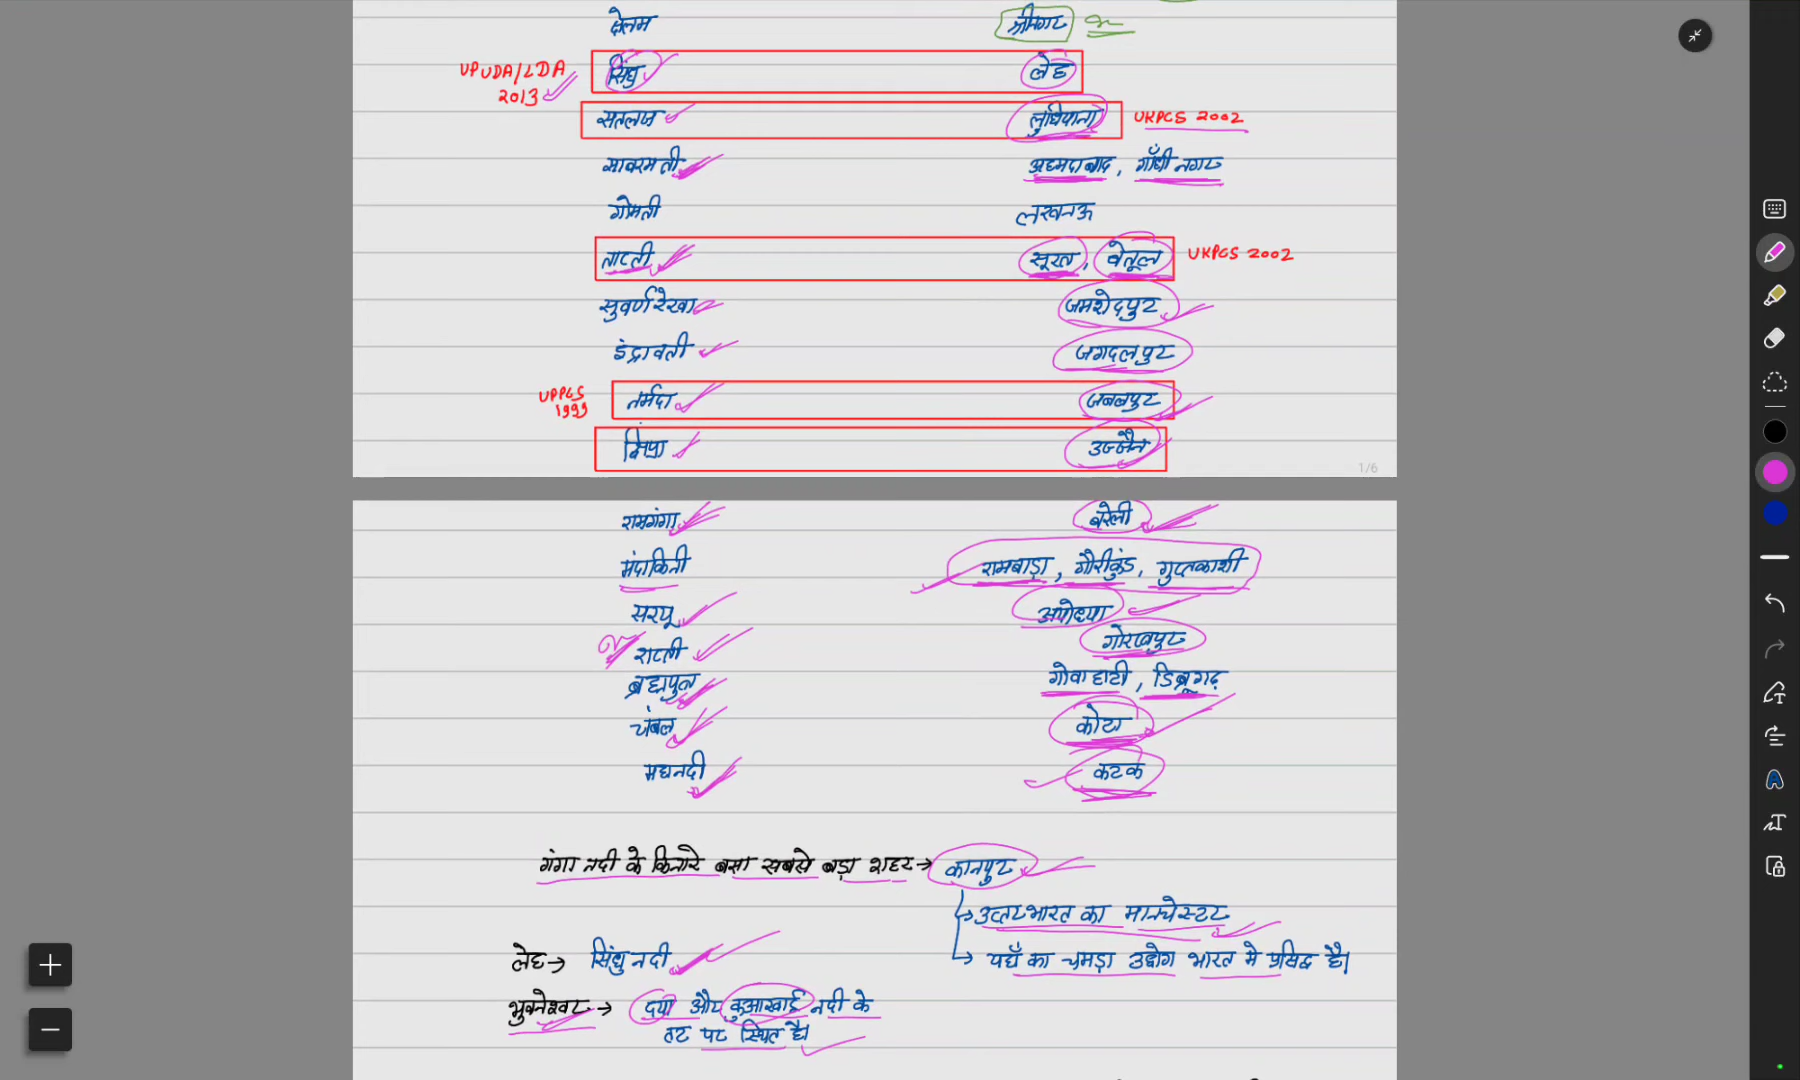 झेलम श्रीनगर
UPUDA/LDA 2013 सिंधु लेह
सतलज लुधियाना UKPCS 2002
साबरमती अहमदाबाद, गाँधी नगर
गोमती लखनऊ
ताप्ती सूरत, बेतूल UKPCS 2002
सुवर्ण रेखा जमशेदपुर
इंद्रावती जगदलपुर
UPPCS 1999 नर्मदा जबलपुर
क्षिप्रा उज्जैन
1/6
रामगंगा बरेली
मंदाकिनी रामबाड़ा, गौरीकुंड, गुप्तकाशी
सरयू अयोध्या
राप्ती गोरखपुर
ब्रह्मपुत्र गोवाहाटी, डिब्रूगढ़
चंबल कोटा
महानदी कटक
गंगा नदी के किनारे बसा सबसे बड़ा शहर → कानपुर
→ उत्तर भारत का मानचेस्टर
→ यहाँ का चमड़ा उद्योग भारत मे प्रसिद्ध है।
लेह → सिंधु नदी
भुवनेश्वर → दया और कुआखाई नदी के
तट पर स्थित है।